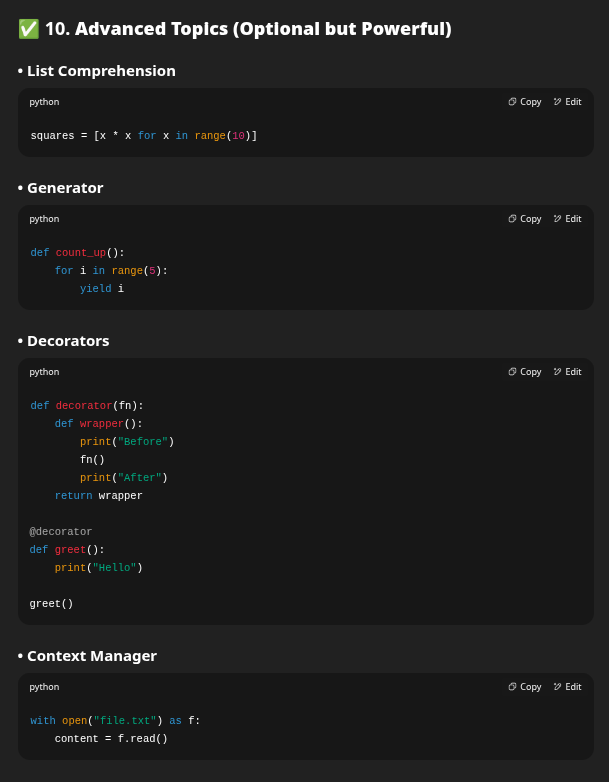 ✅ 10. Advanced Topics (Optional but Powerful)
• List Comprehension
python Copy Edit
squares = [x * x for x in range(10)]
• Generator
python Copy Edit
def count_up():
    for i in range(5):
        yield i
• Decorators
python Copy Edit
def decorator(fn):
    def wrapper():
        print("Before")
        fn()
        print("After")
    return wrapper
@decorator
def greet():
    print("Hello")
greet()
• Context Manager
python Copy Edit
with open("file.txt") as f:
    content = f.read()